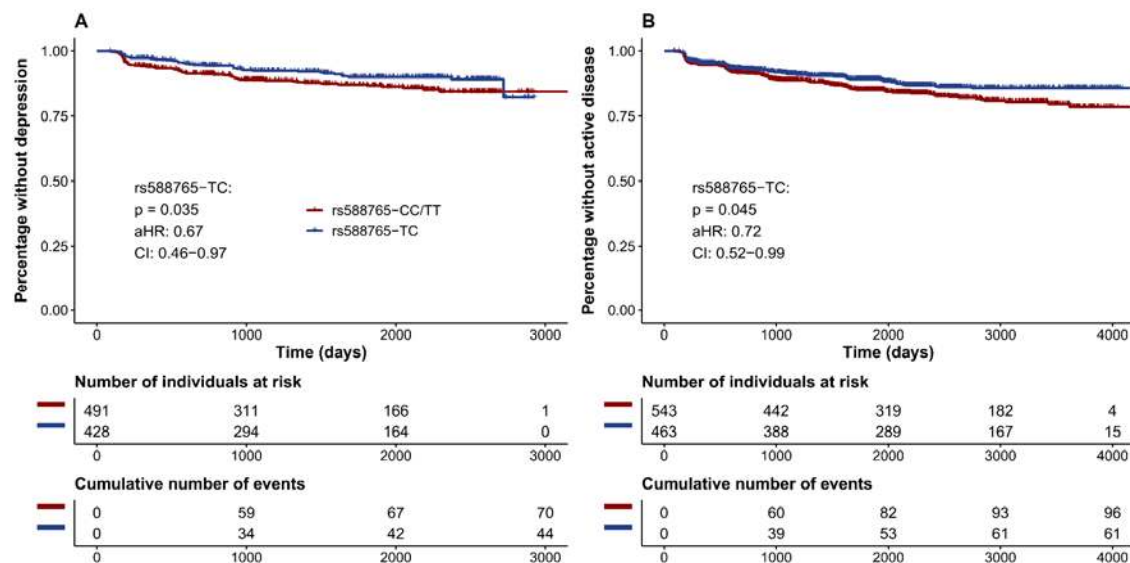 A
Percentage without depression
1.00
0.75
0.50
0.25
0.00
rs588765−TC:
p = 0.035
aHR: 0.67
CI: 0.46−0.97
rs588765−CC/TT
rs588765−TC
0 1000 2000 3000
Time (days)
Number of individuals at risk
491 311 166 1
428 294 164 0
0 1000 2000 3000
Cumulative number of events
0 59 67 70
0 34 42 44
0 1000 2000 3000
B
Percentage without active disease
1.00
0.75
0.50
0.25
0.00
rs588765−TC:
p = 0.045
aHR: 0.72
CI: 0.52−0.99
0 1000 2000 3000 4000
Time (days)
Number of individuals at risk
543 442 319 182 4
463 388 289 167 15
0 1000 2000 3000 4000
Cumulative number of events
0 60 82 93 96
0 39 53 61 61
0 1000 2000 3000 4000